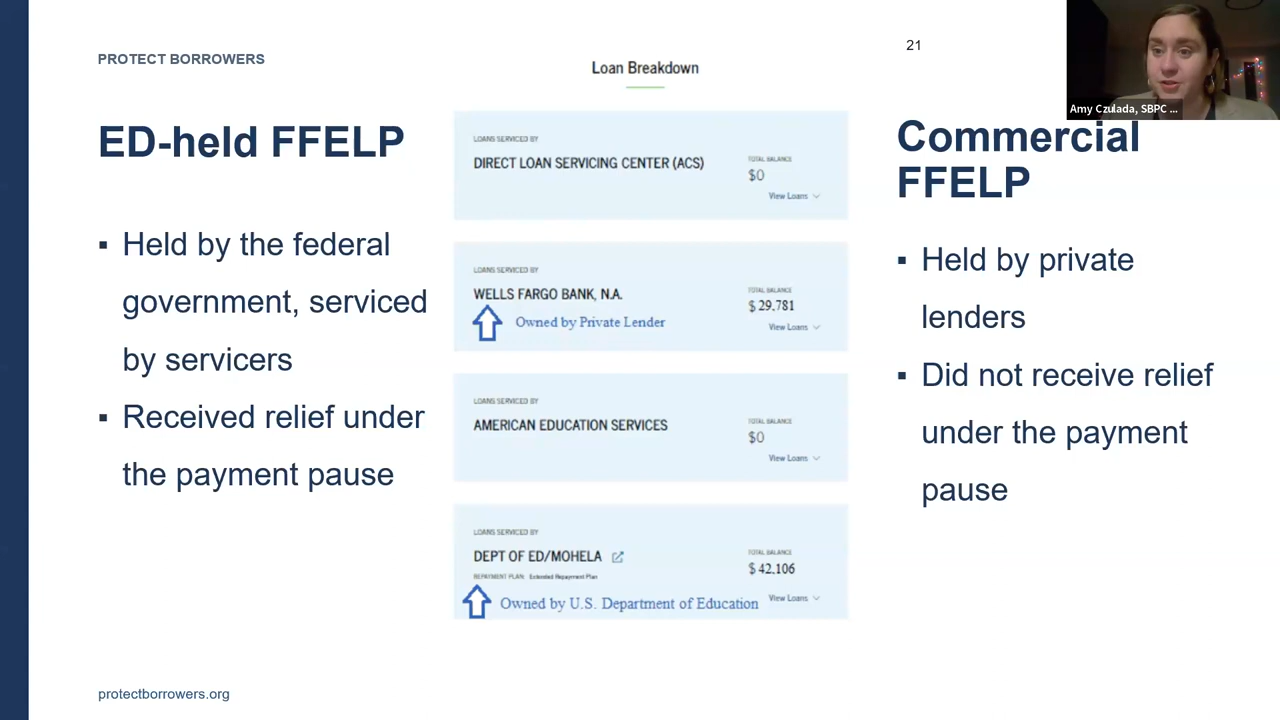 PROTECT BORROWERS
21
Amy Czulada, SBPC ...
ED-held FFELP
▪ Held by the federal
government, serviced
by servicers
▪ Received relief under
the payment pause
Loan Breakdown
LOANS SERVICED BY
DIRECT LOAN SERVICING CENTER (ACS)
TOTAL BALANCE
$0
View Loans
LOANS SERVICED BY
WELLS FARGO BANK, N.A.
Owned by Private Lender
TOTAL BALANCE
$ 29,781
View Loans
LOANS SERVICED BY
AMERICAN EDUCATION SERVICES
TOTAL BALANCE
$0
View Loans
LOANS SERVICED BY
DEPT OF ED/MOHELA
REPAYMENT PLAN: Extended Repayment Plan
TOTAL BALANCE
$ 42,106
Owned by U.S. Department of Education
View Loans
Commercial
FFELP
▪ Held by private
lenders
▪ Did not receive relief
under the payment
pause
protectborrowers.org